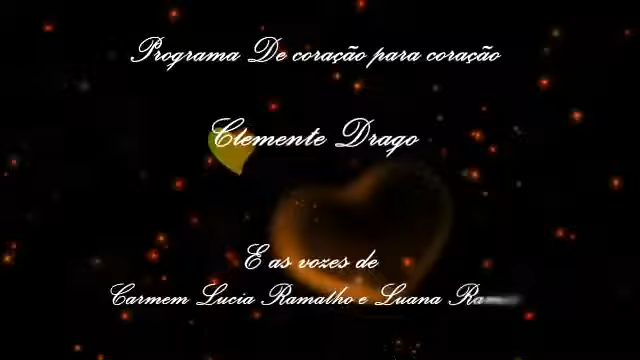 Programa De coração para coração
Clemente Drago
E as vozes de
Carmem Lucia Ramalho e Luana